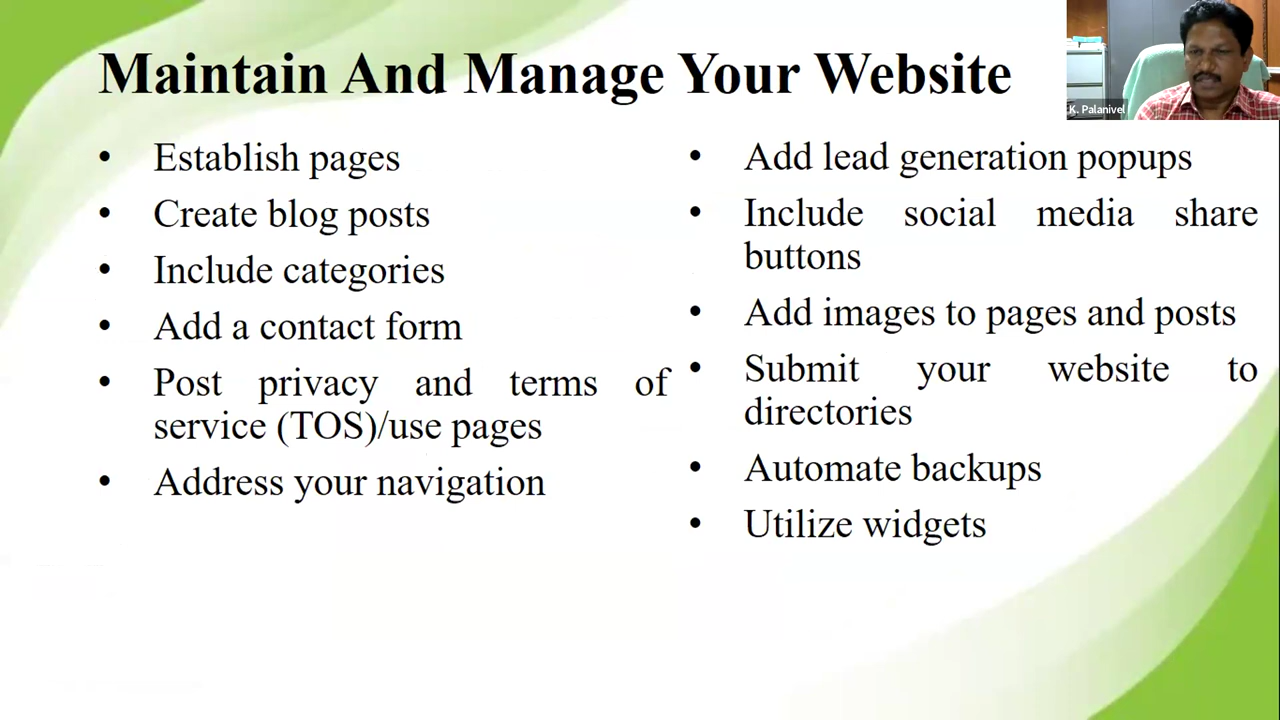 Maintain And Manage Your Website
K. Palanivel
• Establish pages
• Create blog posts
• Include categories
• Add a contact form
• Post privacy and terms of
service (TOS)/use pages
• Address your navigation
• Add lead generation popups
• Include social media share
buttons
• Add images to pages and posts
• Submit your website to
directories
• Automate backups
• Utilize widgets